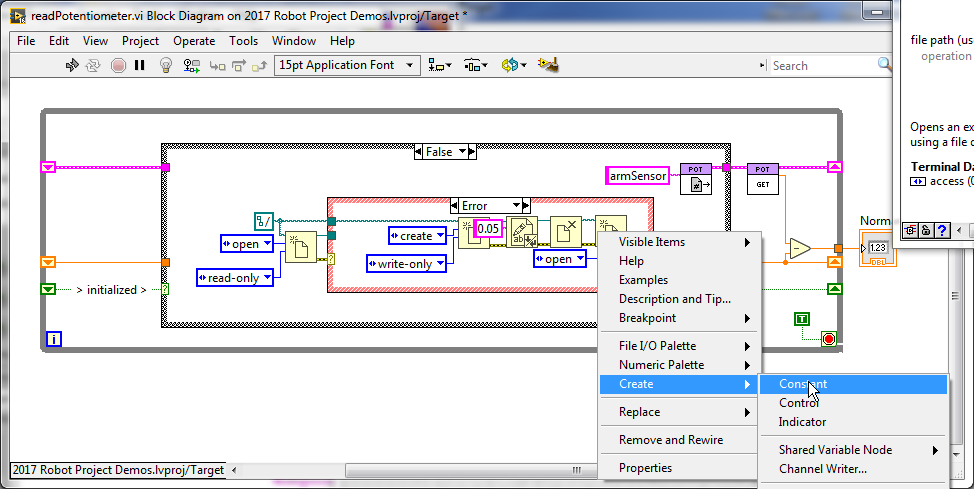 readPotentiometer.vi Block Diagram on 2017 Robot Project Demos.lvproj/Target *
File Edit View Project Operate Tools Window Help
15pt Application Font
Search
file path (us
operation
Opens an ex
using a file c
Terminal Da
access (0
False
armSensor
POT
#
POT
GET
Error
%/
open
read-only
create
write-only
0.05
ab
open
> initialized >
?
?
i
T
Norm
1.23
DBL
Visible Items
Help
Examples
Description and Tip...
Breakpoint
File I/O Palette
Numeric Palette
Create
Replace
Remove and Rewire
Properties
Constant
Control
Indicator
Shared Variable Node
Channel Writer...
2017 Robot Project Demos.lvproj/Target